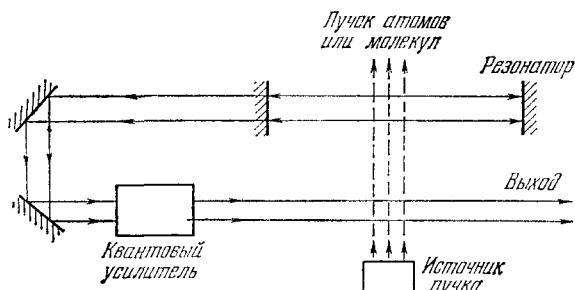 Пучок атомов
или молекул
Резонатор
Выход
Квантовый
усилитель
Источник
пучка